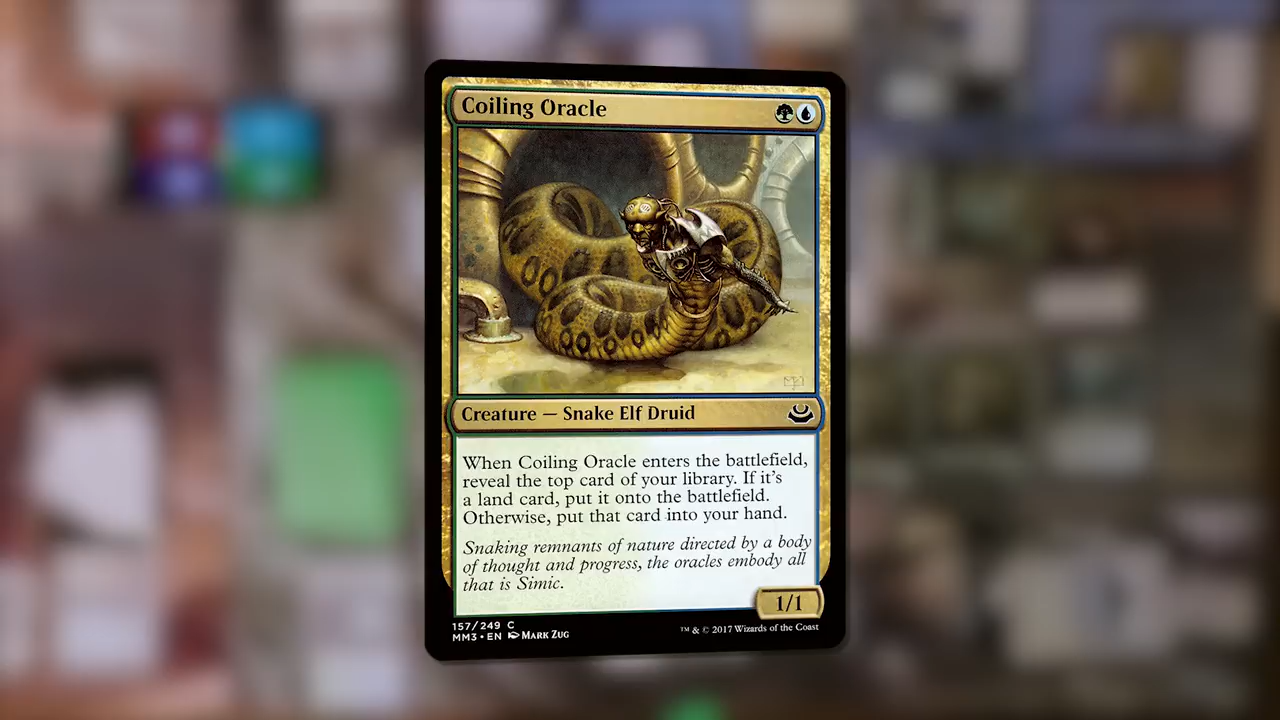 Coiling Oracle
Creature — Snake Elf Druid
When Coiling Oracle enters the battlefield,
reveal the top card of your library. If it's
a land card, put it onto the battlefield.
Otherwise, put that card into your hand.
Snaking remnants of nature directed by a body
of thought and progress, the oracles embody all
that is Simic.
1/1
157/249 C
MM3 • EN Mark Zug
™ & © 2017 Wizards of the Coast